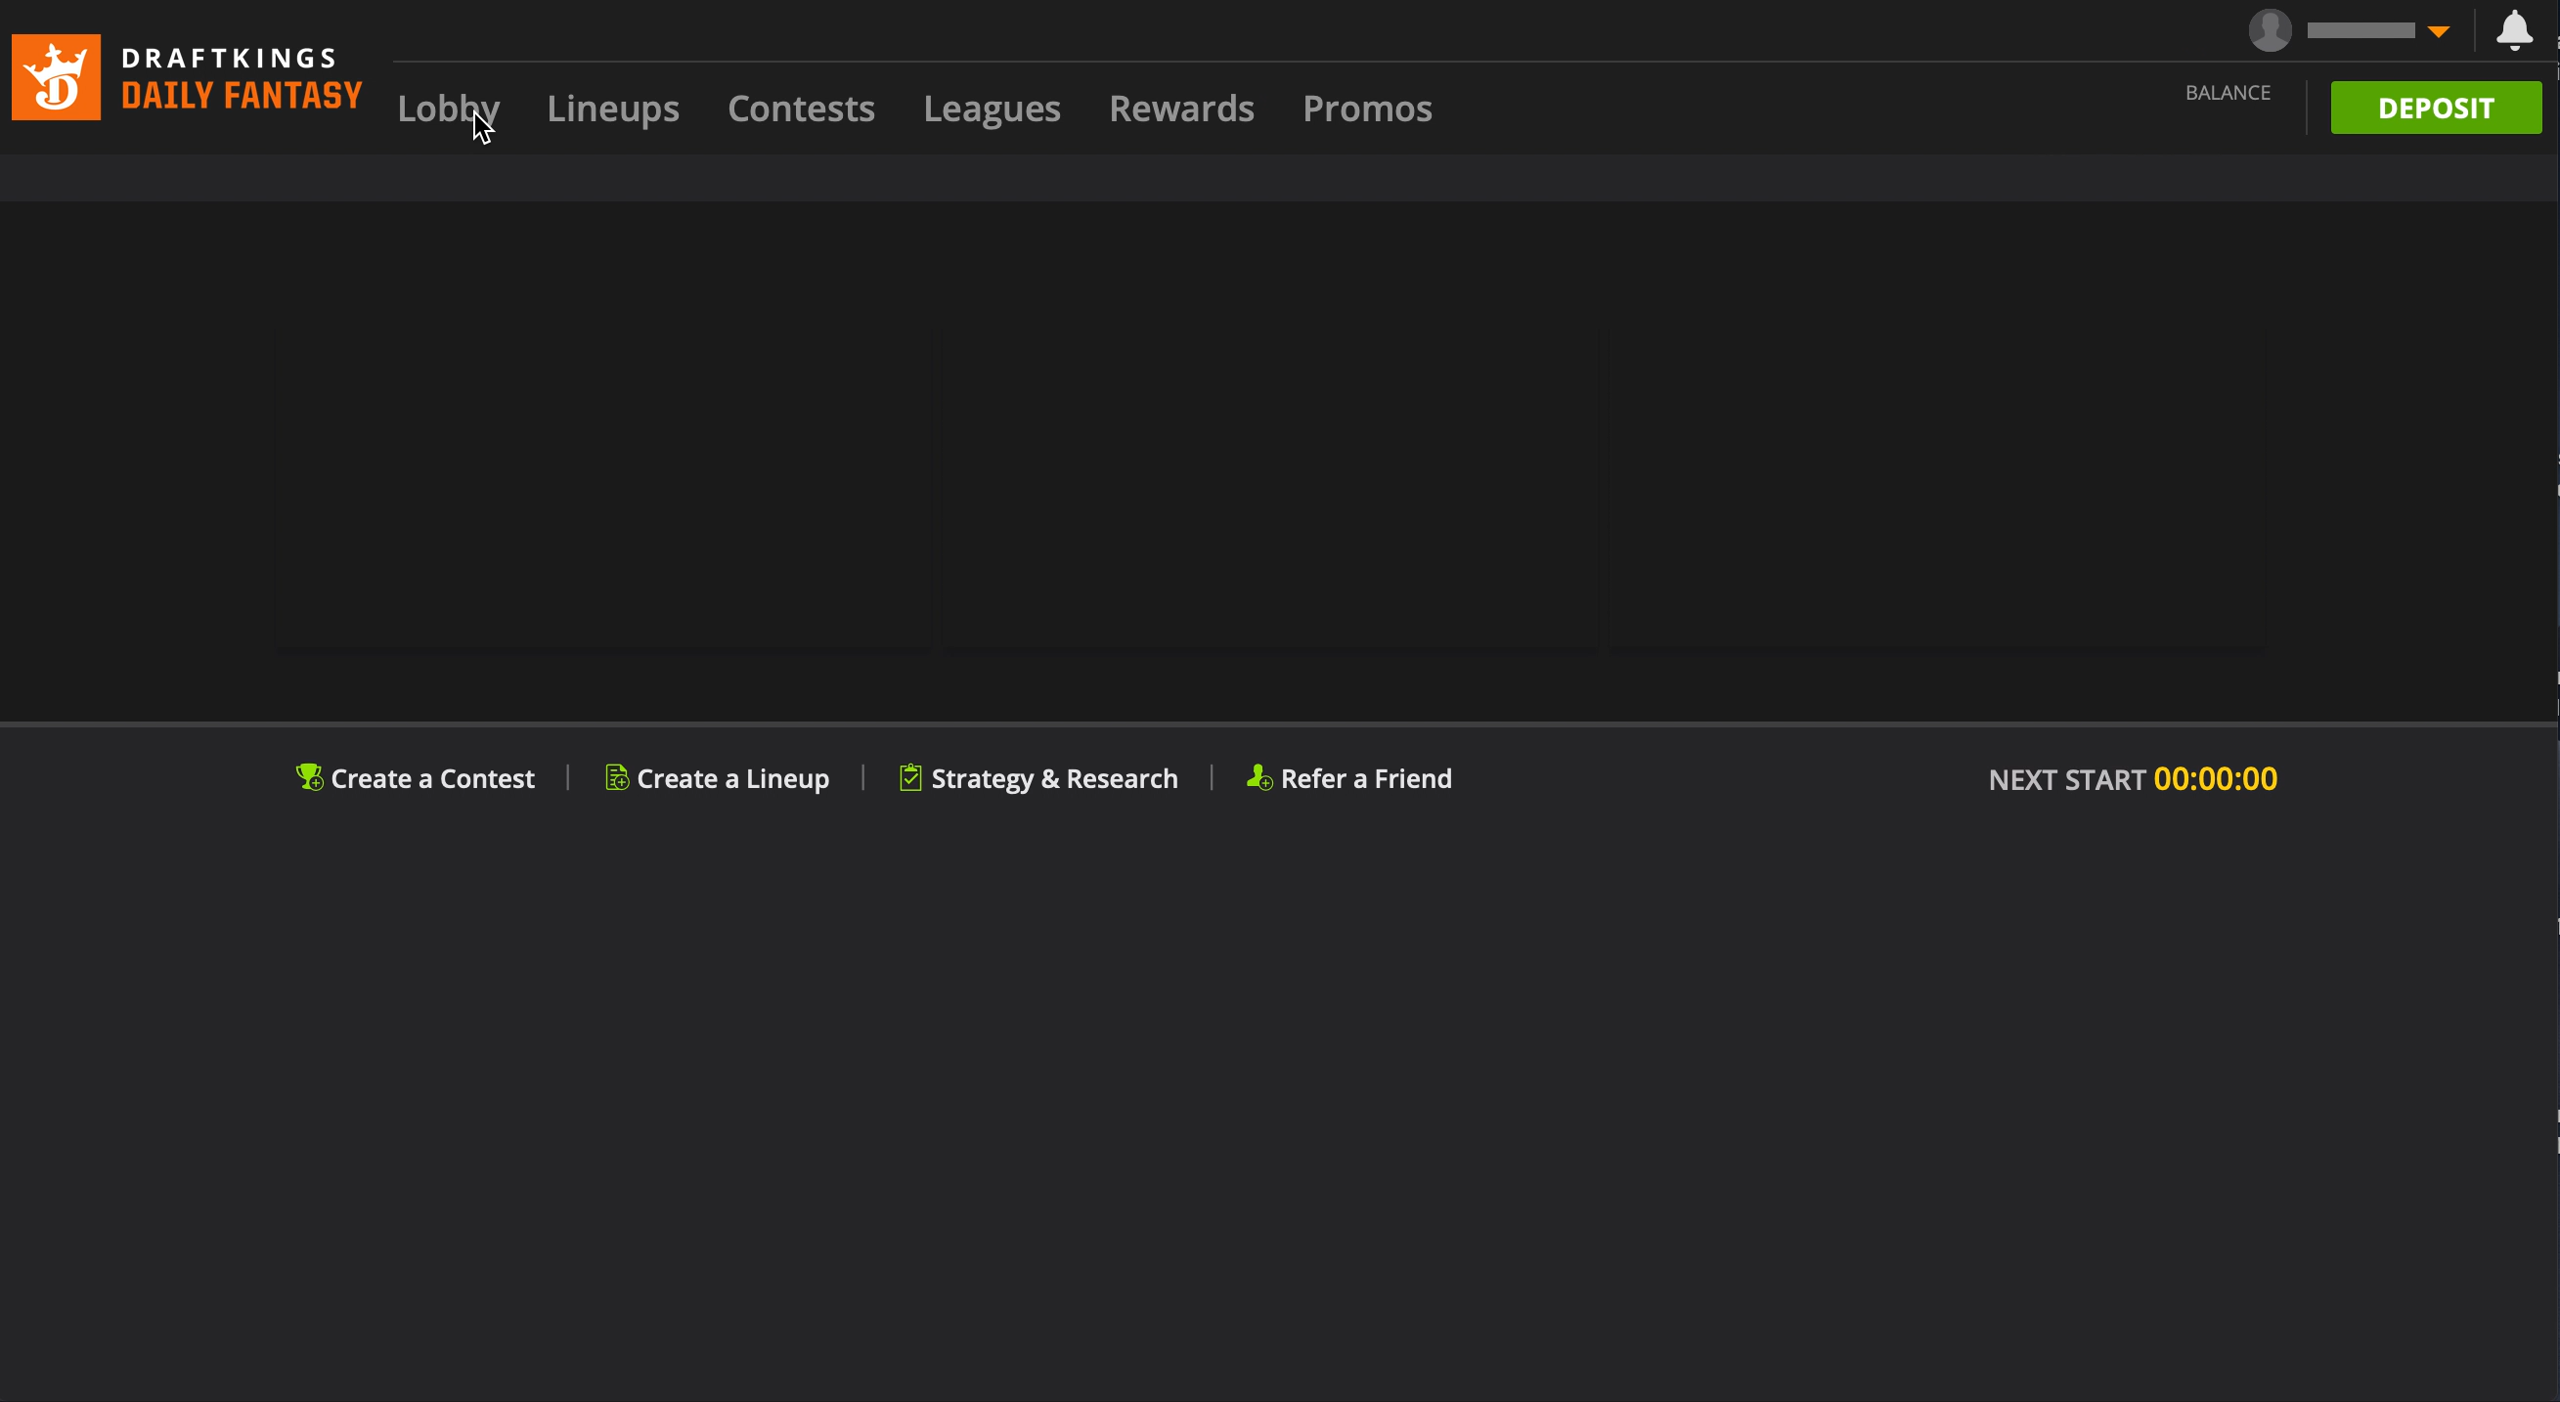 DRAFTKINGS
DAILY FANTASY
Lobby Lineups Contests Leagues Rewards Promos
BALANCE
DEPOSIT
Create a Contest | Create a Lineup | Strategy & Research | Refer a Friend
NEXT START 00:00:00